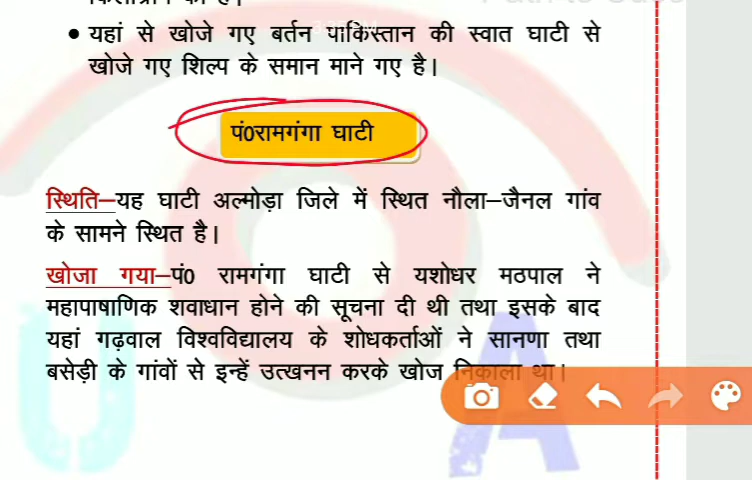 ● यहां से खोजे गए बर्तन पाकिस्तान की स्वात घाटी से
खोजे गए शिल्प के समान माने गए है।
पं0रामगंगा घाटी
स्थिति–यह घाटी अल्मोड़ा जिले में स्थित नौला–जैनल गांव
के सामने स्थित है।
खोजा गया–पं0 रामगंगा घाटी से यशोधर मठपाल ने
महापाषाणिक शवाधान होने की सूचना दी थी तथा इसके बाद
यहां गढ़वाल विश्वविद्यालय के शोधकर्ताओं ने सानणा तथा
बसेड़ी के गांवों से इन्हें उत्खनन करके खोज निकाला था।
U
A